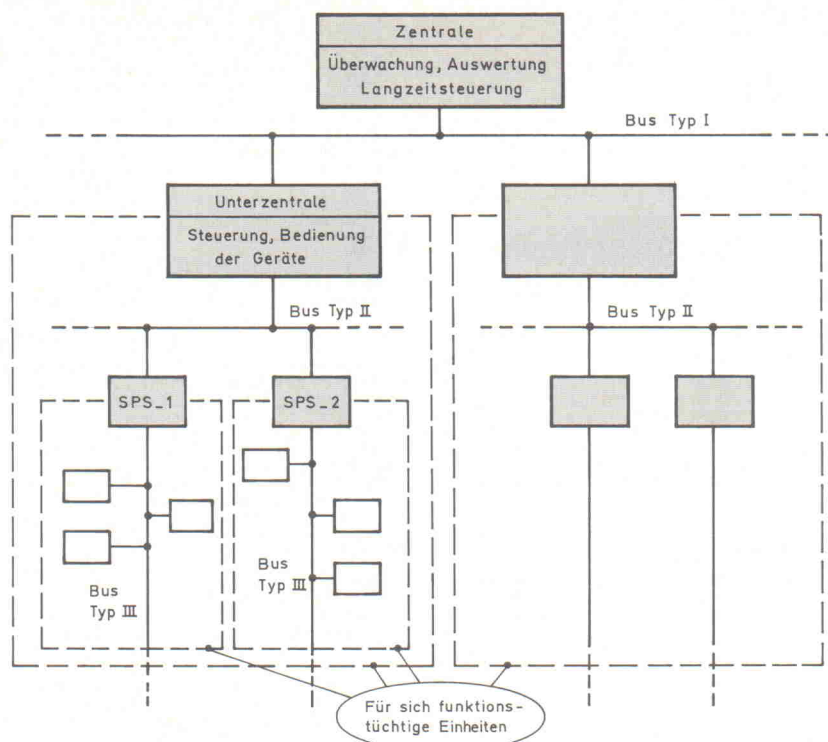 Zentrale
Überwachung, Auswertung
Langzeitsteuerung
Bus Typ I
Unterzentrale
Steuerung, Bedienung
der Geräte
Bus Typ II
Bus Typ II
SPS_1
SPS_2
Bus
Typ III
Bus
Typ III
Für sich funktions-
tüchtige Einheiten